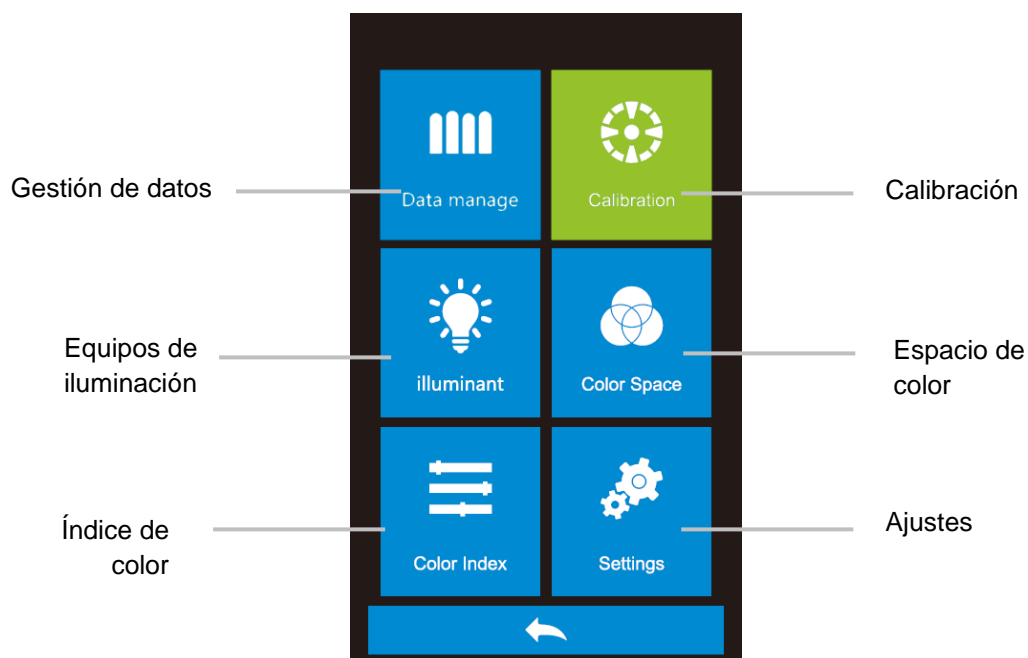 Gestión de datos
Data manage
Calibration
Calibración
Equipos de
iluminación
illuminant
Color Space
Espacio de
color
Índice de
color
Color Index
Settings
Ajustes